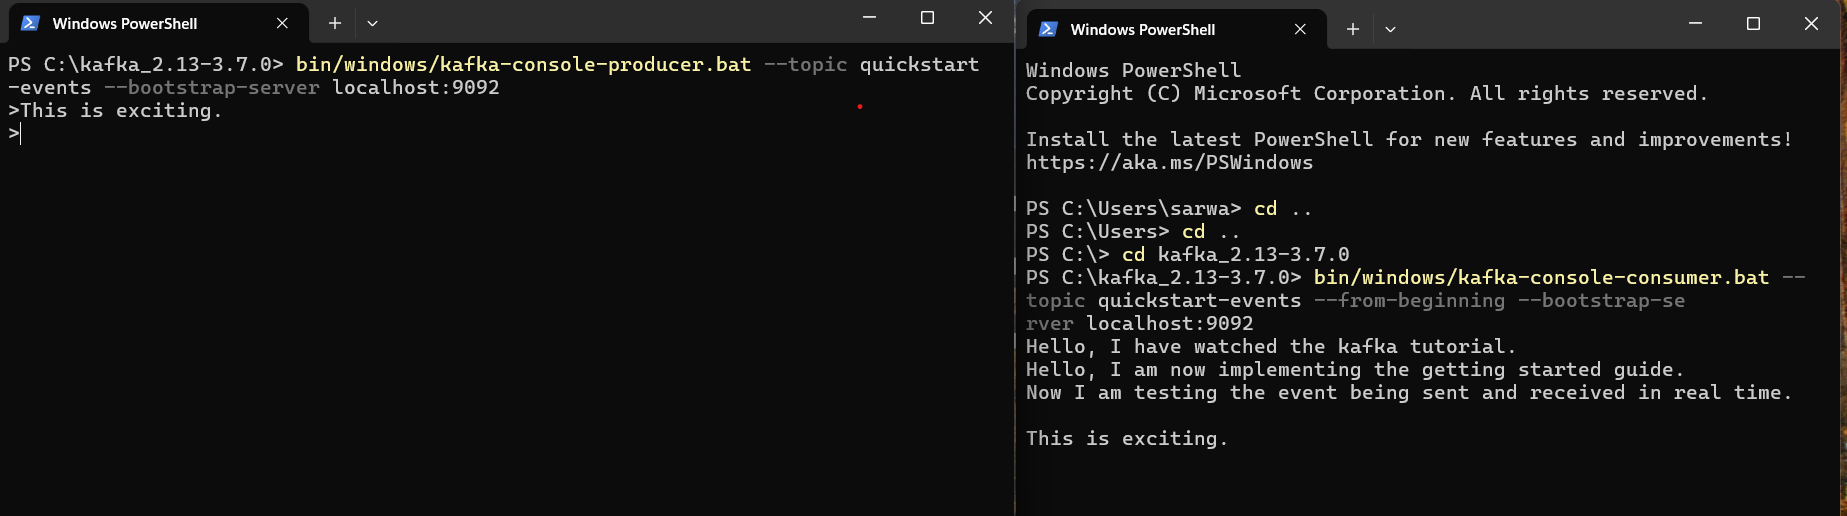 Windows PowerShell
PS C:\kafka_2.13-3.7.0> bin/windows/kafka-console-producer.bat --topic quickstart
-events --bootstrap-server localhost:9092
>This is exciting.
>
Windows PowerShell
Windows PowerShell
Copyright (C) Microsoft Corporation. All rights reserved.
Install the latest PowerShell for new features and improvements!
https://aka.ms/PSWindows
PS C:\Users\sarwa> cd ..
PS C:\Users> cd ..
PS C:\> cd kafka_2.13-3.7.0
PS C:\kafka_2.13-3.7.0> bin/windows/kafka-console-consumer.bat --
topic quickstart-events --from-beginning --bootstrap-se
rver localhost:9092
Hello, I have watched the kafka tutorial.
Hello, I am now implementing the getting started guide.
Now I am testing the event being sent and received in real time.
This is exciting.